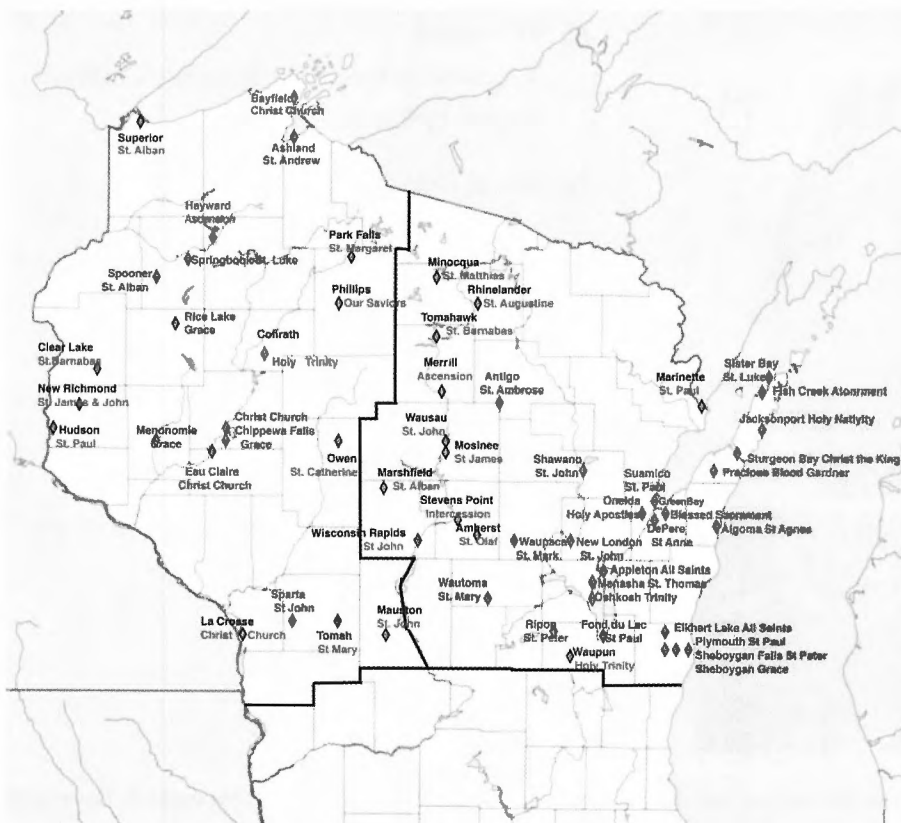 Bayfield
Christ Church
Superior
St. Alban
Ashland
St. Andrew
Hayward
Ascension
Park Falls
St. Margaret
Springbook St. Luke
Spooner
St. Alban
Phillips
Our Saviors
Rice Lake
Grace
Conrath
Holy Trinity
Clear Lake
St. Barnabas
New Richmond
St. James & John
Hudson
St. Paul
Menomonie
Grace
Christ Church
Chippewa Falls
Grace
Eau Claire
Christ Church
Owen
St. Catherine
Sparta
St John
La Crosse
Christ Church
Tomah
St Mary
Mauston
St. John
Minocqua
St. Matthias
Rhinelander
St. Augustine
Tomahawk
St. Barnabas
Merrill
Ascension
Antigo
St. Ambrose
Wausau
St. John
Mosinee
St James
Marshfield
St. Alban
Stevens Point
Intercession
Amherst
St. Olaf
Wisconsin Rapids
St John
Waupaca
St. Mark
New London
St. John
Wautoma
St. Mary
Shawano
St. John
Marinette
St. Paul
Sister Bay
St. Luke
Fish Creek Atonment
Jacksonport Holy Nativity
Sturgeon Bay Christ the King
Precious Blood Gardner
Suamico
St. Paul
Oneida
Holy Apostles
GreenBay
Blessed Sacrament
DePere
St Anne
Algoma St Agnes
Appleton All Saints
Menasha St. Thomas
Oshkosh Trinity
Ripon
St. Peter
Fond du Lac
St Paul
Waupun
Holy Trinity
Elkhart Lake All Saints
Plymouth St Paul
Sheboygan Falls St Peter
Sheboygan Grace